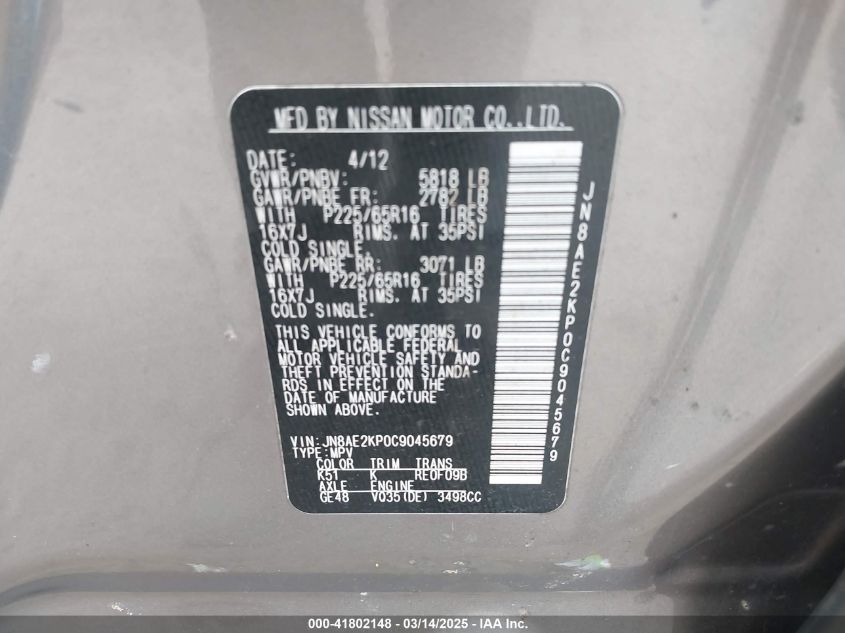 MFD BY NISSAN MOTOR CO.,LTD.
DATE: 4/12
GVWR/PNBV: 5818 LB
GAWR/PNBE FR: 2782 LB
WITH P225/65R16 TIRES
16X7J RIMS. AT 35PSI
COLD SINGLE.
GAWR/PNBE RR: 3071 LB
WITH P225/65R16 TIRES
16X7J RIMS. AT 35PSI
COLD SINGLE.
THIS VEHICLE CONFORMS TO
ALL APPLICABLE FEDERAL
MOTOR VEHICLE SAFETY AND
THEFT PREVENTION STANDA-
RDS IN EFFECT ON THE
DATE OF MANUFACTURE
SHOWN ABOVE.
VIN:JN8AE2KP0C9045679
TYPE:MPV
COLOR TRIM TRANS
K51 K RE0F09B
AXLE ENGINE
GE48 VQ35(DE) 3498CC
JN8AE2KP0C9045679
000-41802148 - 03/14/2025 - IAA Inc.